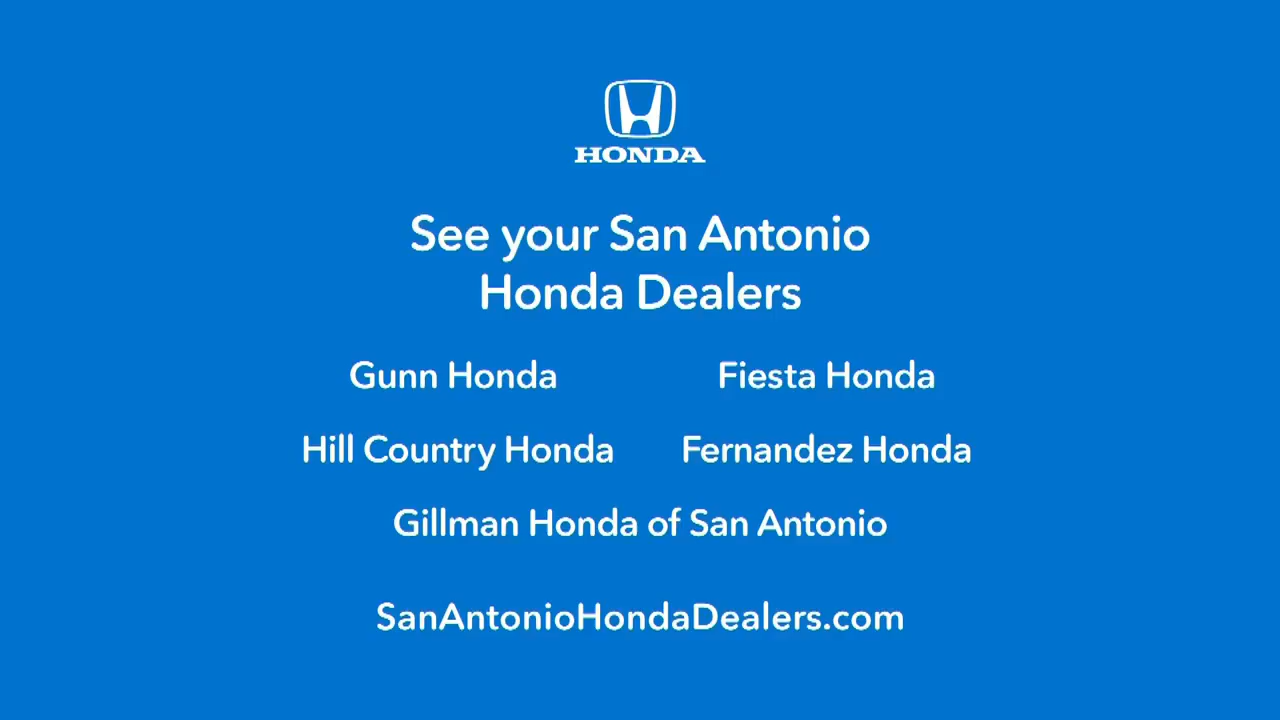 HONDA
See your San Antonio
Honda Dealers
Gunn Honda
Fiesta Honda
Hill Country Honda
Fernandez Honda
Gillman Honda of San Antonio
SanAntonioHondaDealers.com